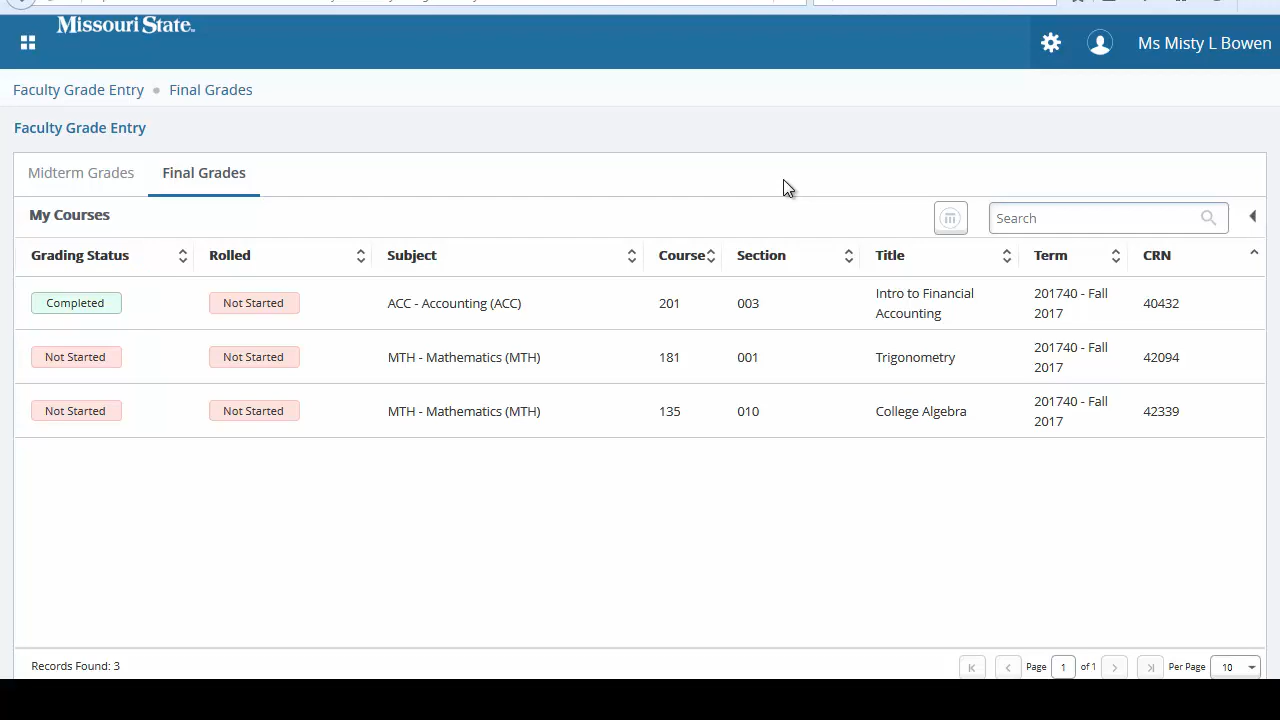 Missouri State
Ms Misty L Bowen
Faculty Grade Entry
Final Grades
Faculty Grade Entry
Midterm Grades
Final Grades
My Courses
Search
Grading Status
Rolled
Subject
Course
Section
Title
Term
CRN
Completed
Not Started
ACC - Accounting (ACC)
201
003
Intro to Financial
Accounting
201740 - Fall
2017
40432
Not Started
Not Started
MTH - Mathematics (MTH)
181
001
Trigonometry
201740 - Fall
2017
42094
Not Started
Not Started
MTH - Mathematics (MTH)
135
010
College Algebra
201740 - Fall
2017
42339
Records Found: 3
Page
1
of 1
Per Page
10